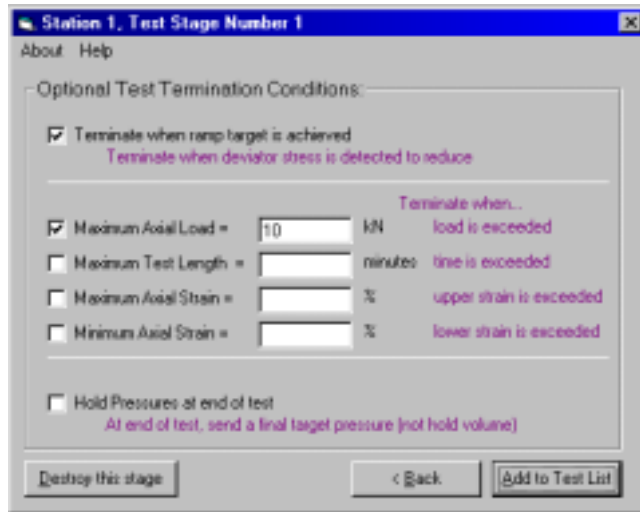 Station 1, Test Stage Number 1
About Help
Optional Test Termination Conditions:
Terminate when ramp target is achieved
Terminate when deviator stress is detected to reduce
Terminate when...
Maximum Axial Load = 10 kN load is exceeded
Maximum Test Length = minutes time is exceeded
Maximum Axial Strain = % upper strain is exceeded
Minimum Axial Strain = % lower strain is exceeded
Hold Pressures at end of test
At end of test, send a final target pressure (not hold volume)
Destroy this stage < Back Add to Test List